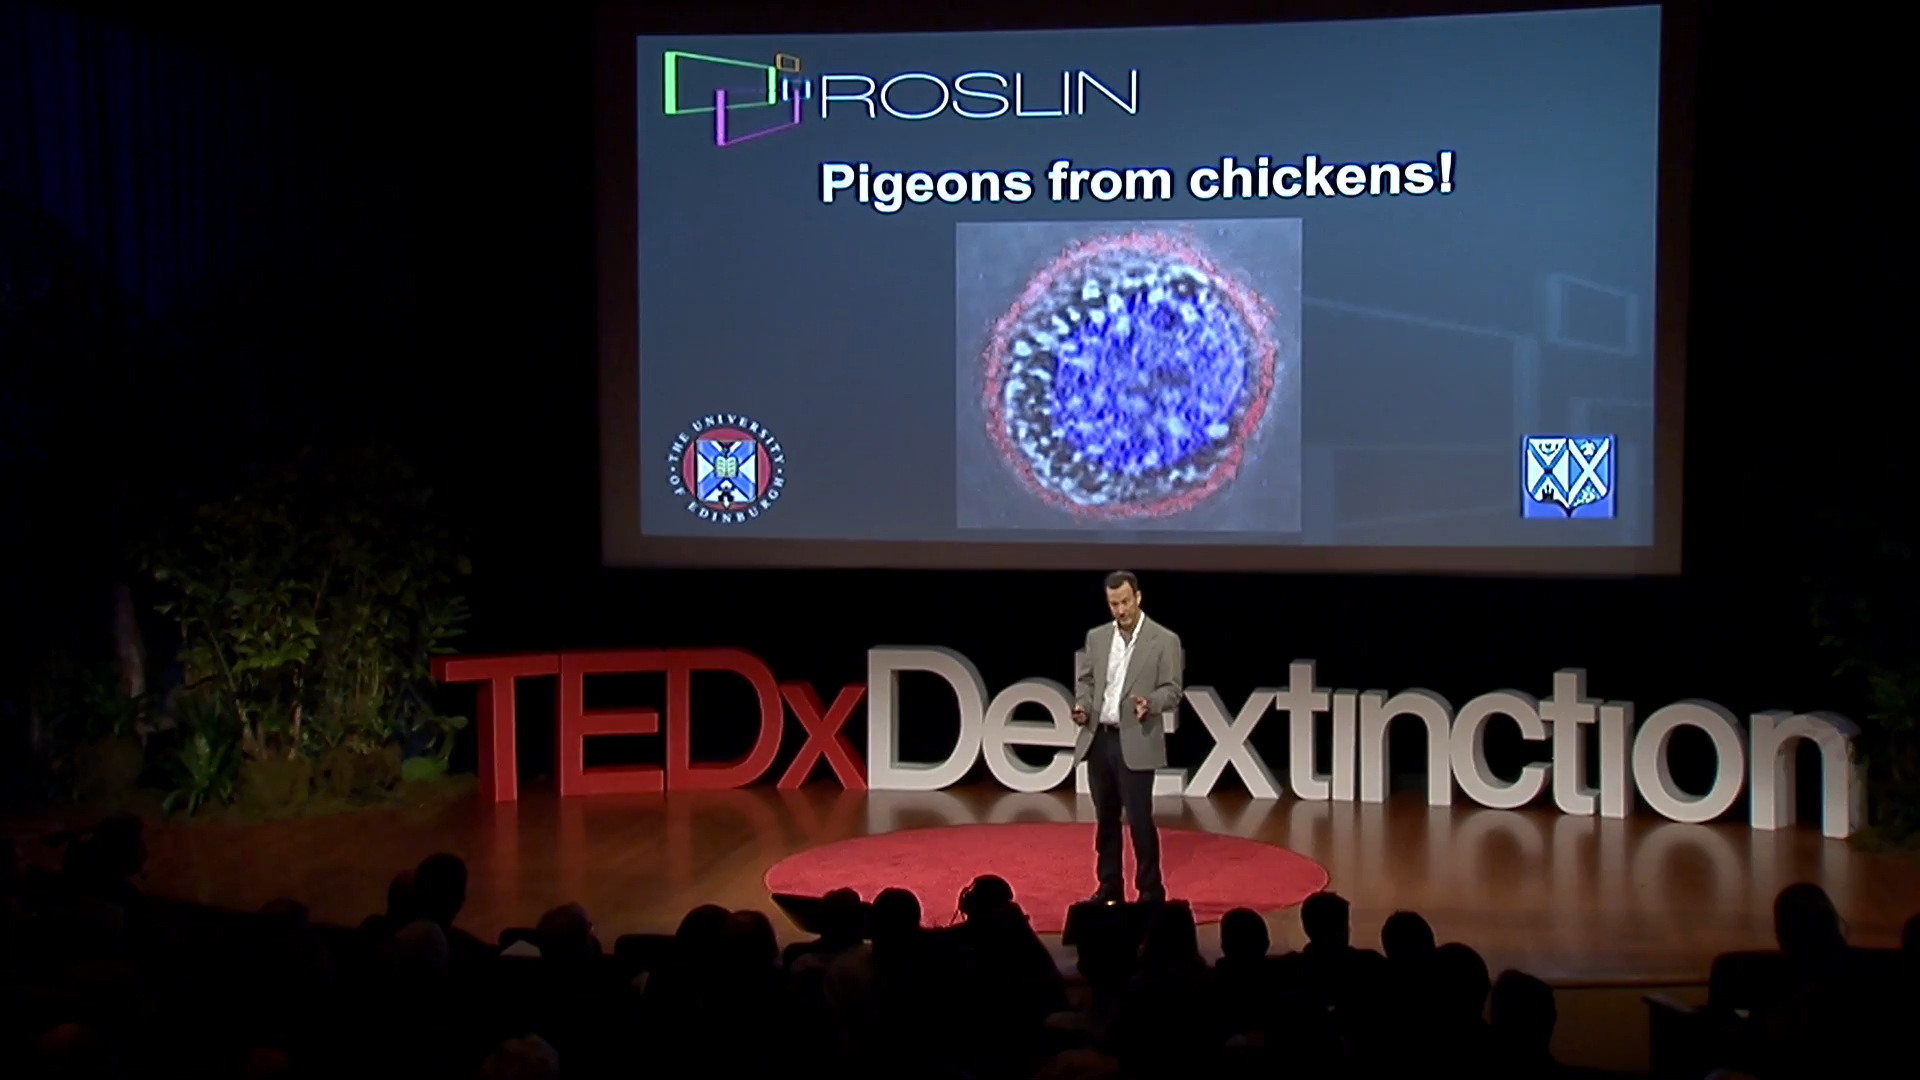 ROSLIN
Pigeons from chickens!
· THE UNIVERSITY ·
OF EDINBURGH
TEDxDeExtinction